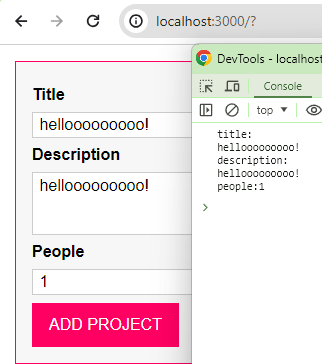 localhost:3000/?
DevTools - localhost
Console
top
Title
hellooooooooo!
Description
hellooooooooo!
People
1
ADD PROJECT
title:
hellooooooooo!
description:
hellooooooooo!
people:1